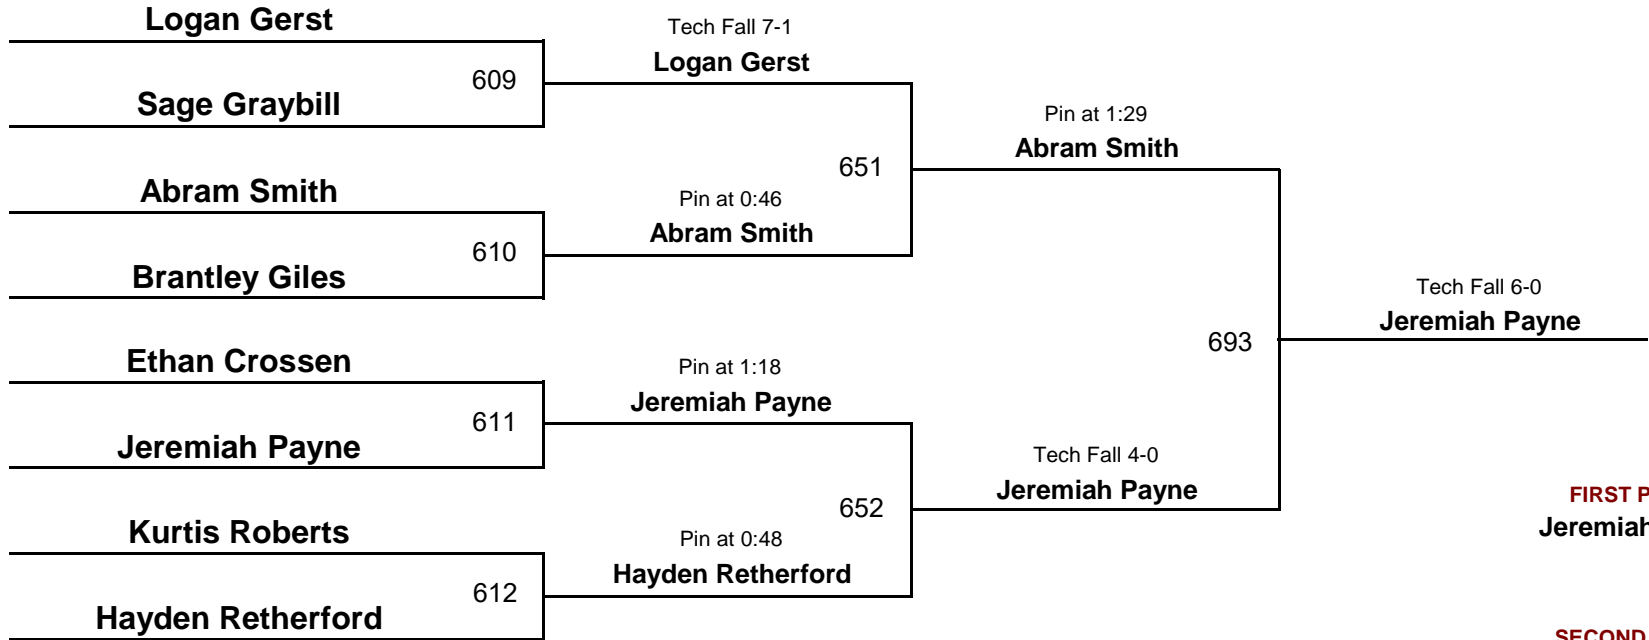 Logan Gerst
609
Sage Graybill
Abram Smith
610
Brantley Giles
Ethan Crossen
611
Jeremiah Payne
Kurtis Roberts
612
Hayden Retherford
Tech Fall 7-1
Logan Gerst
651
Pin at 0:46
Abram Smith
Pin at 1:18
Jeremiah Payne
652
Pin at 0:48
Hayden Retherford
Pin at 1:29
Abram Smith
693
Tech Fall 4-0
Jeremiah Payne
Tech Fall 6-0
Jeremiah Payne
FIRST P
Jeremiah
SECOND